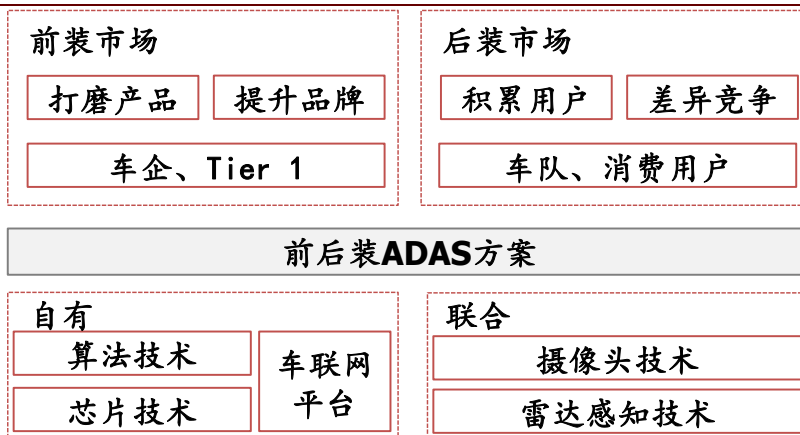 前装市场
打磨产品
提升品牌
车企、Tier 1
后装市场
积累用户
差异竞争
车队、消费用户
前后装ADAS方案
自有
算法技术
芯片技术
车联网
平台
联合
摄像头技术
雷达感知技术